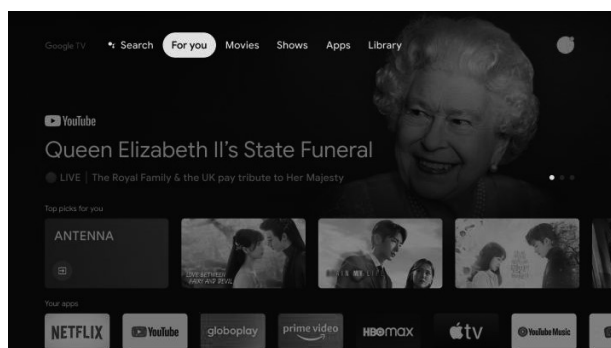 Google TV Search For you Movies Shows Apps Library
YouTube
Queen Elizabeth II's State Funeral
LIVE | The Royal Family & the UK pay tribute to Her Majesty
Top picks for you
ANTENNA
LOVE BETWEEN
FAIRY AND DEVIL
Your apps
NETFLIX YouTube globoplay prime video HBOMAX tv YouTube Music